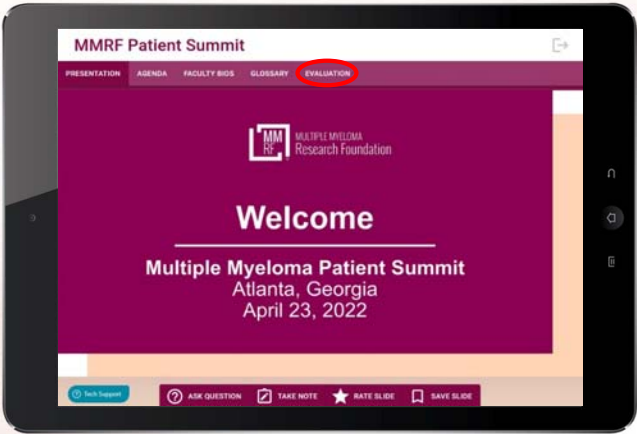 MMRF Patient Summit
PRESENTATION AGENDA FACULTY BIOS GLOSSARY EVALUATION
MM
RF
MULTIPLE MYELOMA
Research Foundation
Welcome
Multiple Myeloma Patient Summit
Atlanta, Georgia
April 23, 2022
Tech Support
ASK QUESTION TAKE NOTE RATE SLIDE SAVE SLIDE